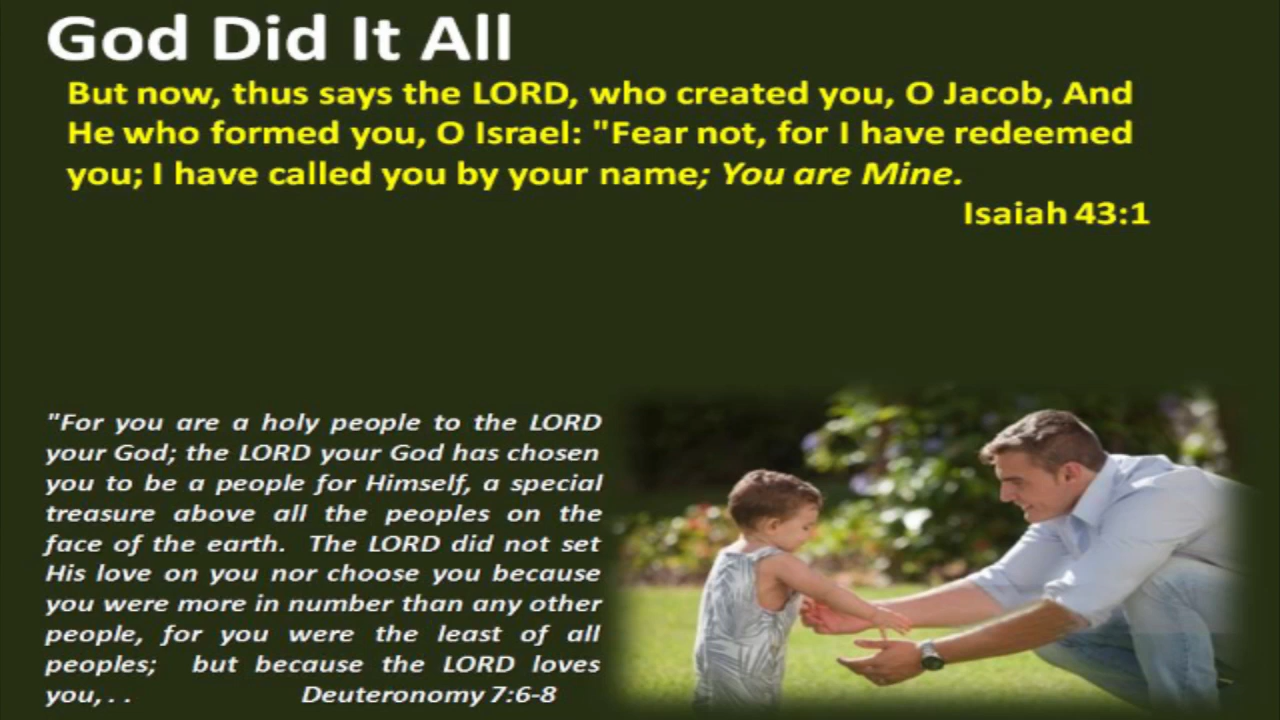 God Did It All
But now, thus says the LORD, who created you, O Jacob, And
He who formed you, O Israel: "Fear not, for I have redeemed
you; I have called you by your name; You are Mine.
Isaiah 43:1
"For you are a holy people to the LORD
your God; the LORD your God has chosen
you to be a people for Himself, a special
treasure above all the peoples on the
face of the earth. The LORD did not set
His love on you nor choose you because
you were more in number than any other
people, for you were the least of all
peoples; but because the LORD loves
you, . . Deuteronomy 7:6-8